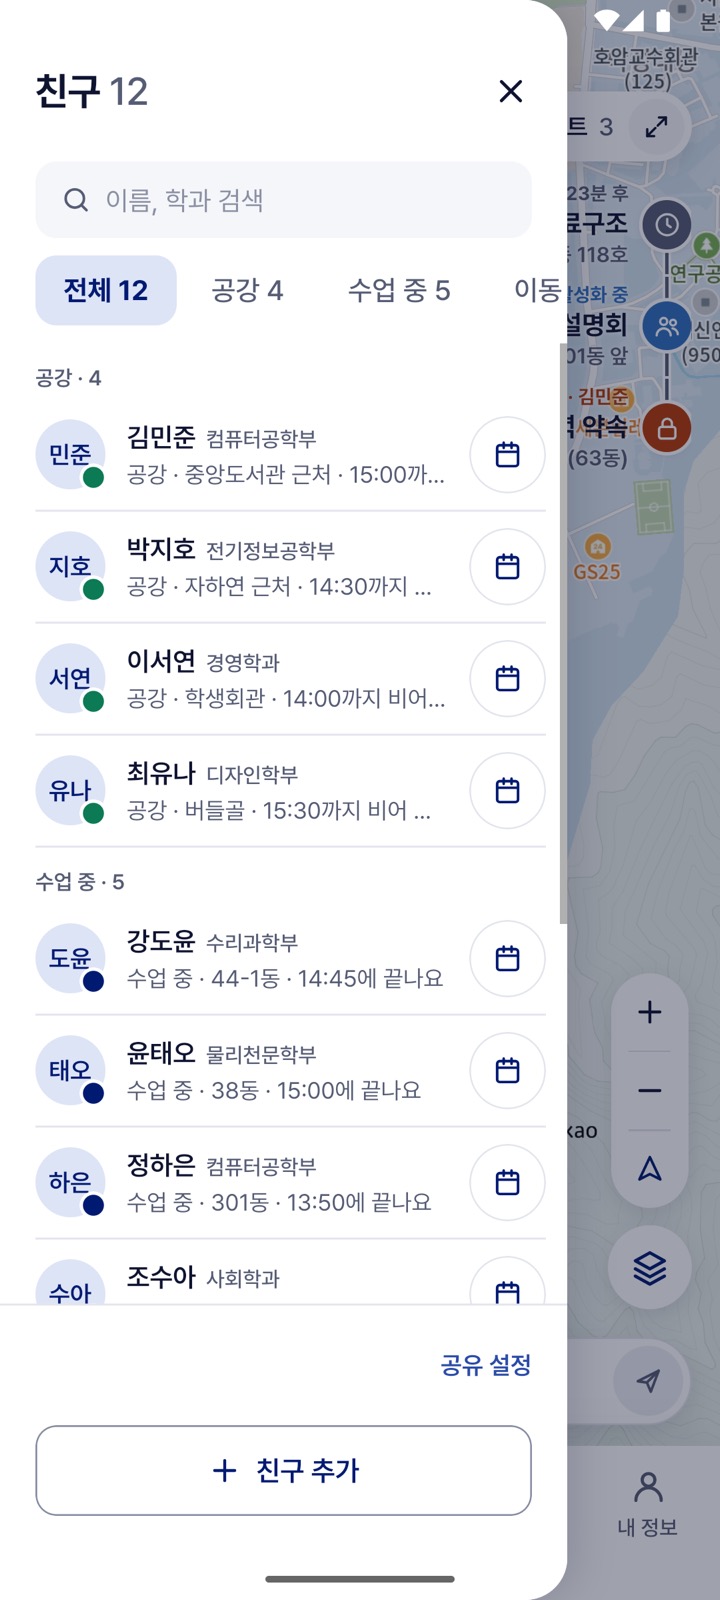 친구 12
이름, 학과 검색
전체 12
공강 4
수업 중 5
이동
공강 · 4
민준
김민준 컴퓨터공학부
공강 · 중앙도서관 근처 · 15:00까...
지호
박지호 전기정보공학부
공강 · 자하연 근처 · 14:30까지 ...
서연
이서연 경영학과
공강 · 학생회관 · 14:00까지 비어...
유나
최유나 디자인학부
공강 · 버들골 · 15:30까지 비어 ...
수업 중 · 5
도윤
강도윤 수리과학부
수업 중 · 44-1동 · 14:45에 끝나요
태오
윤태오 물리천문학부
수업 중 · 38동 · 15:00에 끝나요
하은
정하은 컴퓨터공학부
수업 중 · 301동 · 13:50에 끝나요
수아
조수아 사회학과
공유 설정
친구 추가
호암교수회관
(125)
트 3
23분 후
료구조
118호
연구공
성화 중
설명회
신인
01동 앞
(950
· 김민준
약속
(63동)
GS25
kao
내 정보